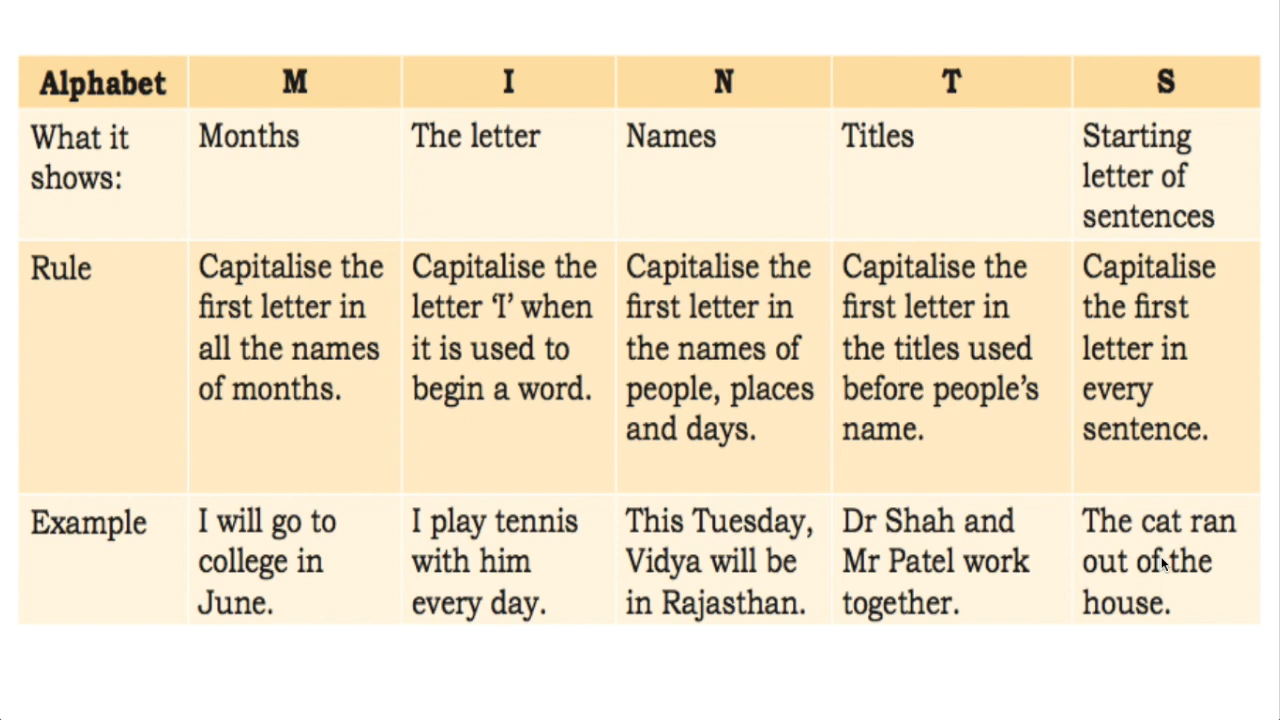 Alphabet M I N T S
What it shows: Months The letter Names Titles Starting letter of sentences
Rule Capitalise the first letter in all the names of months. Capitalise the letter ‘I’ when it is used to begin a word. Capitalise the first letter in the names of people, places and days. Capitalise the first letter in the titles used before people’s name. Capitalise the first letter in every sentence.
Example I will go to college in June. I play tennis with him every day. This Tuesday, Vidya will be in Rajasthan. Dr Shah and Mr Patel work together. The cat ran out of the house.